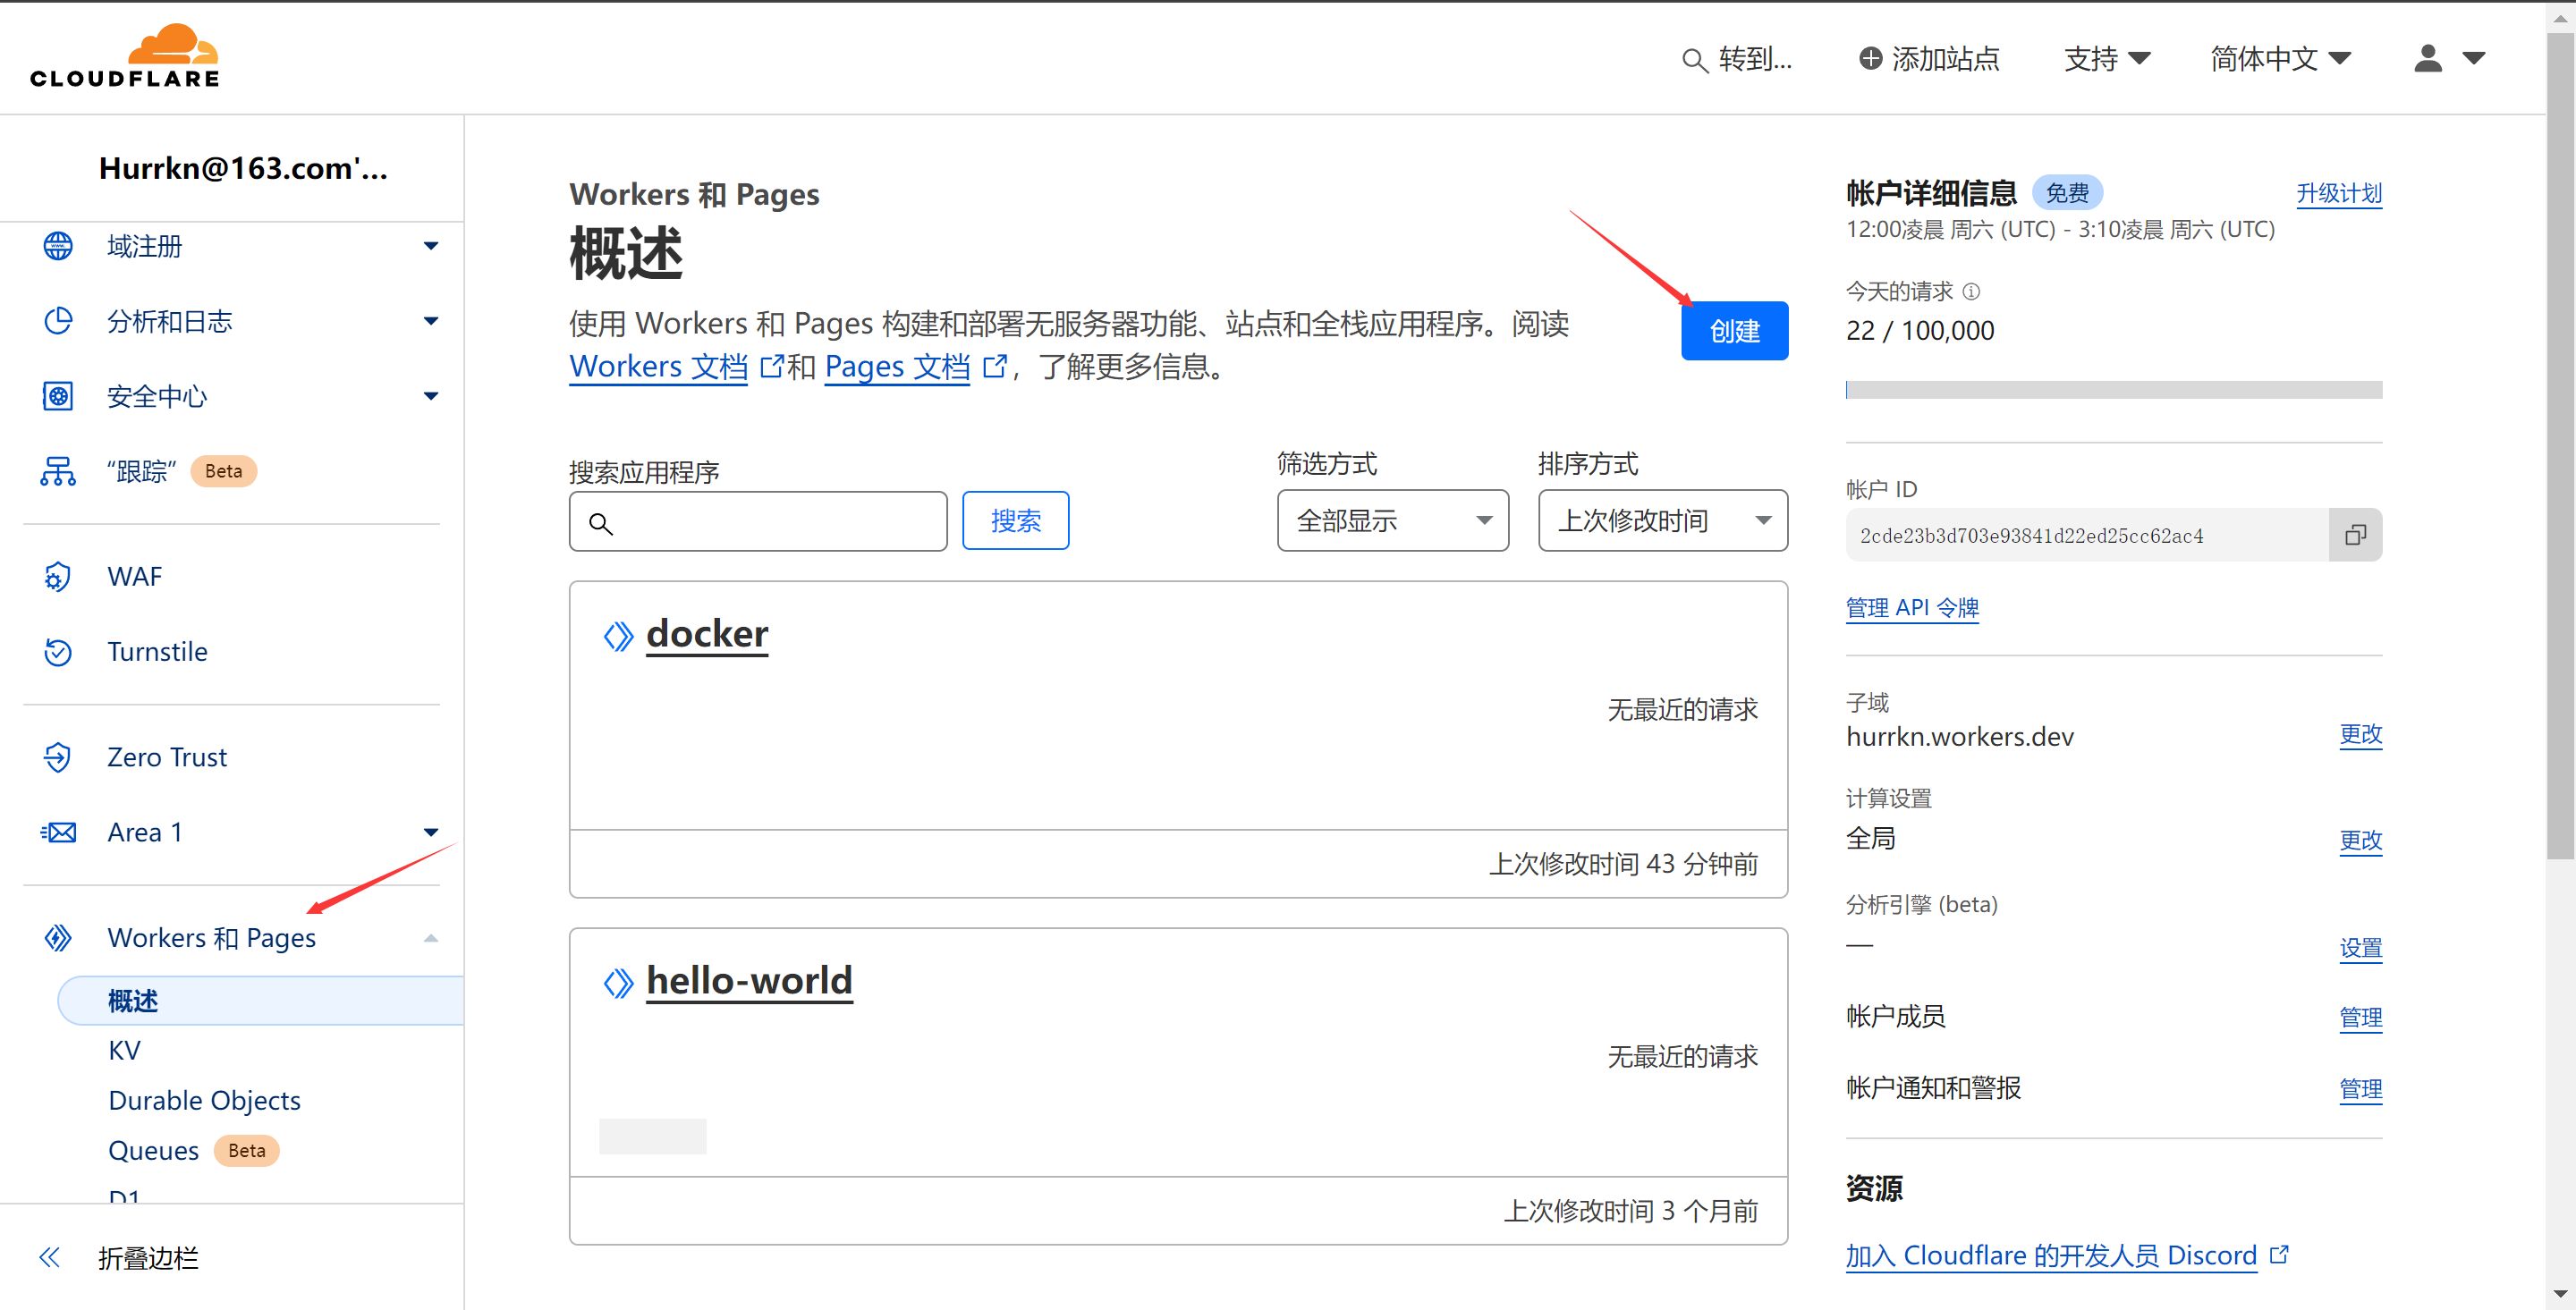 CLOUDFLARE
转到...
添加站点
支持
简体中文
Hurrkn@163.com'...
域注册
分析和日志
安全中心
“跟踪” Beta
WAF
Turnstile
Zero Trust
Area 1
Workers 和 Pages
概述
KV
Durable Objects
Queues Beta
D1
折叠边栏
Workers 和 Pages
概述
使用 Workers 和 Pages 构建和部署无服务器功能、站点和全栈应用程序。阅读
Workers 文档 和 Pages 文档 ，了解更多信息。
创建
搜索应用程序
搜索
筛选方式
全部显示
排序方式
上次修改时间
docker
无最近的请求
上次修改时间 43 分钟前
hello-world
无最近的请求
上次修改时间 3 个月前
帐户详细信息 免费 升级计划
12:00凌晨 周六 (UTC) - 3:10凌晨 周六 (UTC)
今天的请求
22 / 100,000
帐户 ID
2cde23b3d703e93841d22ed25cc62ac4
管理 API 令牌
子域
hurrkn.workers.dev 更改
计算设置
全局 更改
分析引擎 (beta)
— 设置
帐户成员 管理
帐户通知和警报 管理
资源
加入 Cloudflare 的开发人员 Discord